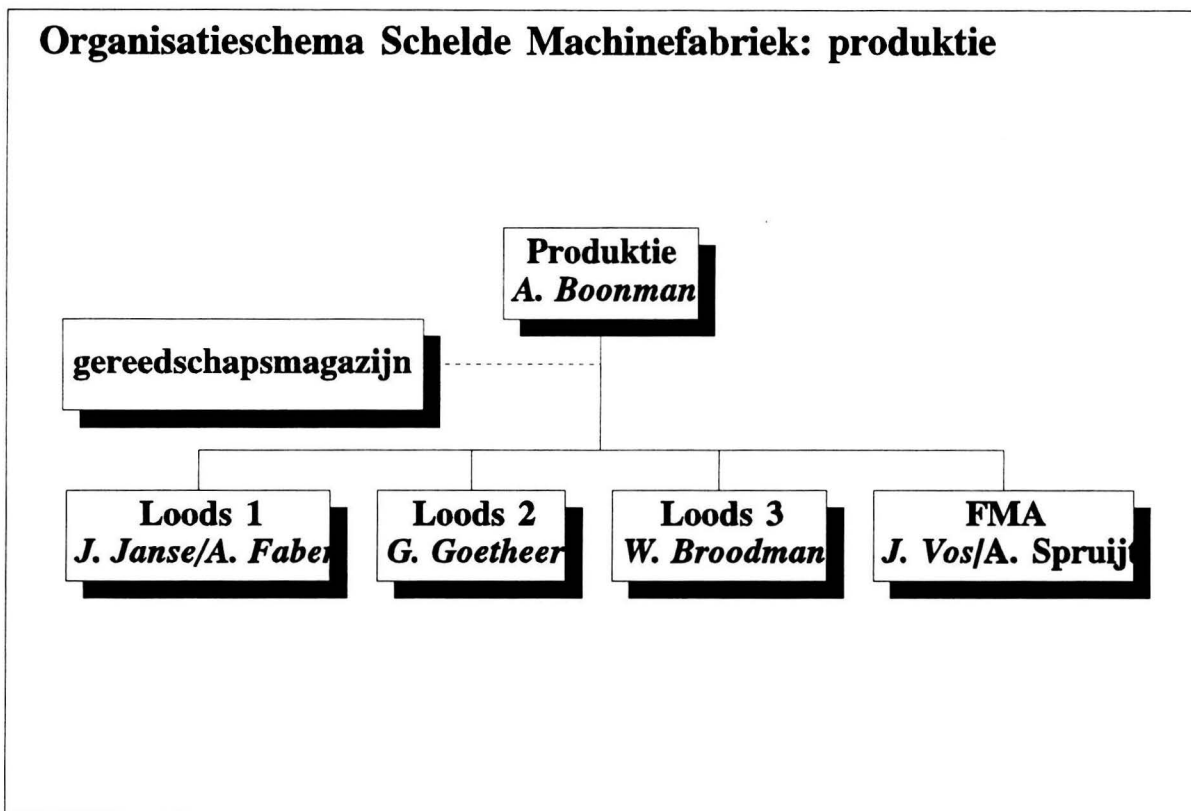 Organisatieschema Schelde Machinefabriek: produktie
Produktie
A. Boonman
gereedschapsmagazijn
Loods 1
J. Janse/A. Faber
Loods 2
G. Goetheer
Loods 3
W. Broodman
FMA
J. Vos/A. Spruijt